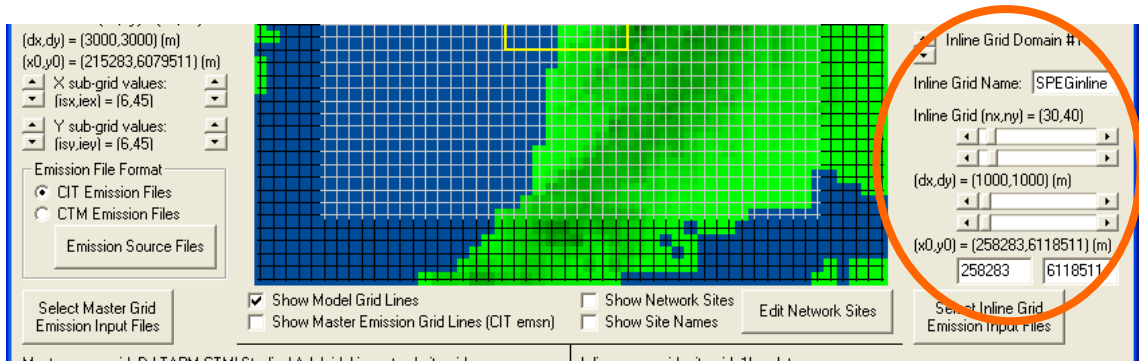 (dx,dy) = (3000,3000) (m)
(x0,y0) = (215283,6079511) (m)
X sub-grid values:
(isx,iex) = (6,45)
Y sub-grid values:
(isy,iey) = (6,45)
Emission File Format
CIT Emission Files
CTM Emission Files
Emission Source Files
Select Master Grid
Emission Input Files
Show Model Grid Lines
Show Master Emission Grid Lines (CIT emsn)
Show Network Sites
Show Site Names
Edit Network Sites
Inline Grid Domain #1
Inline Grid Name: SPEGinline
Inline Grid (nx,ny) = (30,40)
(dx,dy) = (1000,1000) (m)
(x0,y0) = (258283,6118511) (m)
258283 6118511
Select Inline Grid
Emission Input Files